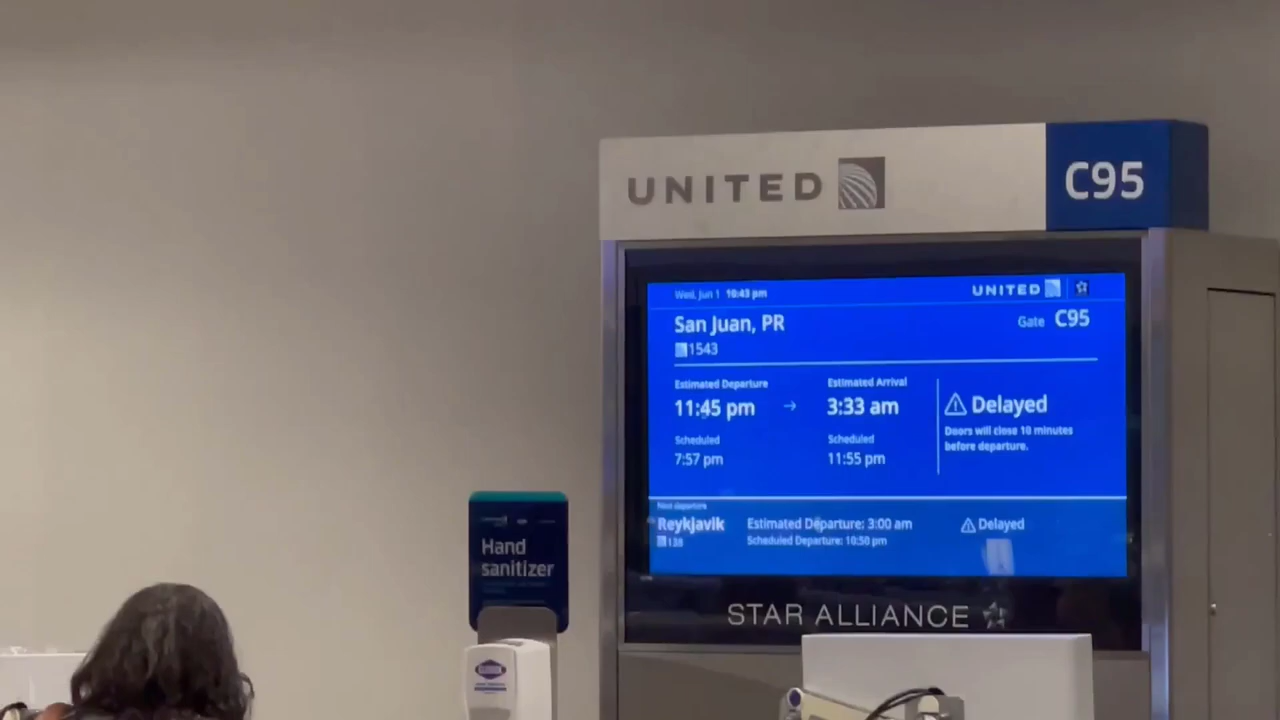 UNITED
C95
Wed, Jun 1 10:43 pm
UNITED
San Juan, PR
Gate C95
1543
Estimated Departure
Estimated Arrival
11:45 pm → 3:33 am
Delayed
Doors will close 10 minutes
before departure.
Scheduled
Scheduled
7:57 pm
11:55 pm
Next departure
Reykjavik
Estimated Departure: 3:00 am
Delayed
138
Scheduled Departure: 10:50 pm
STAR ALLIANCE
Hand
sanitizer